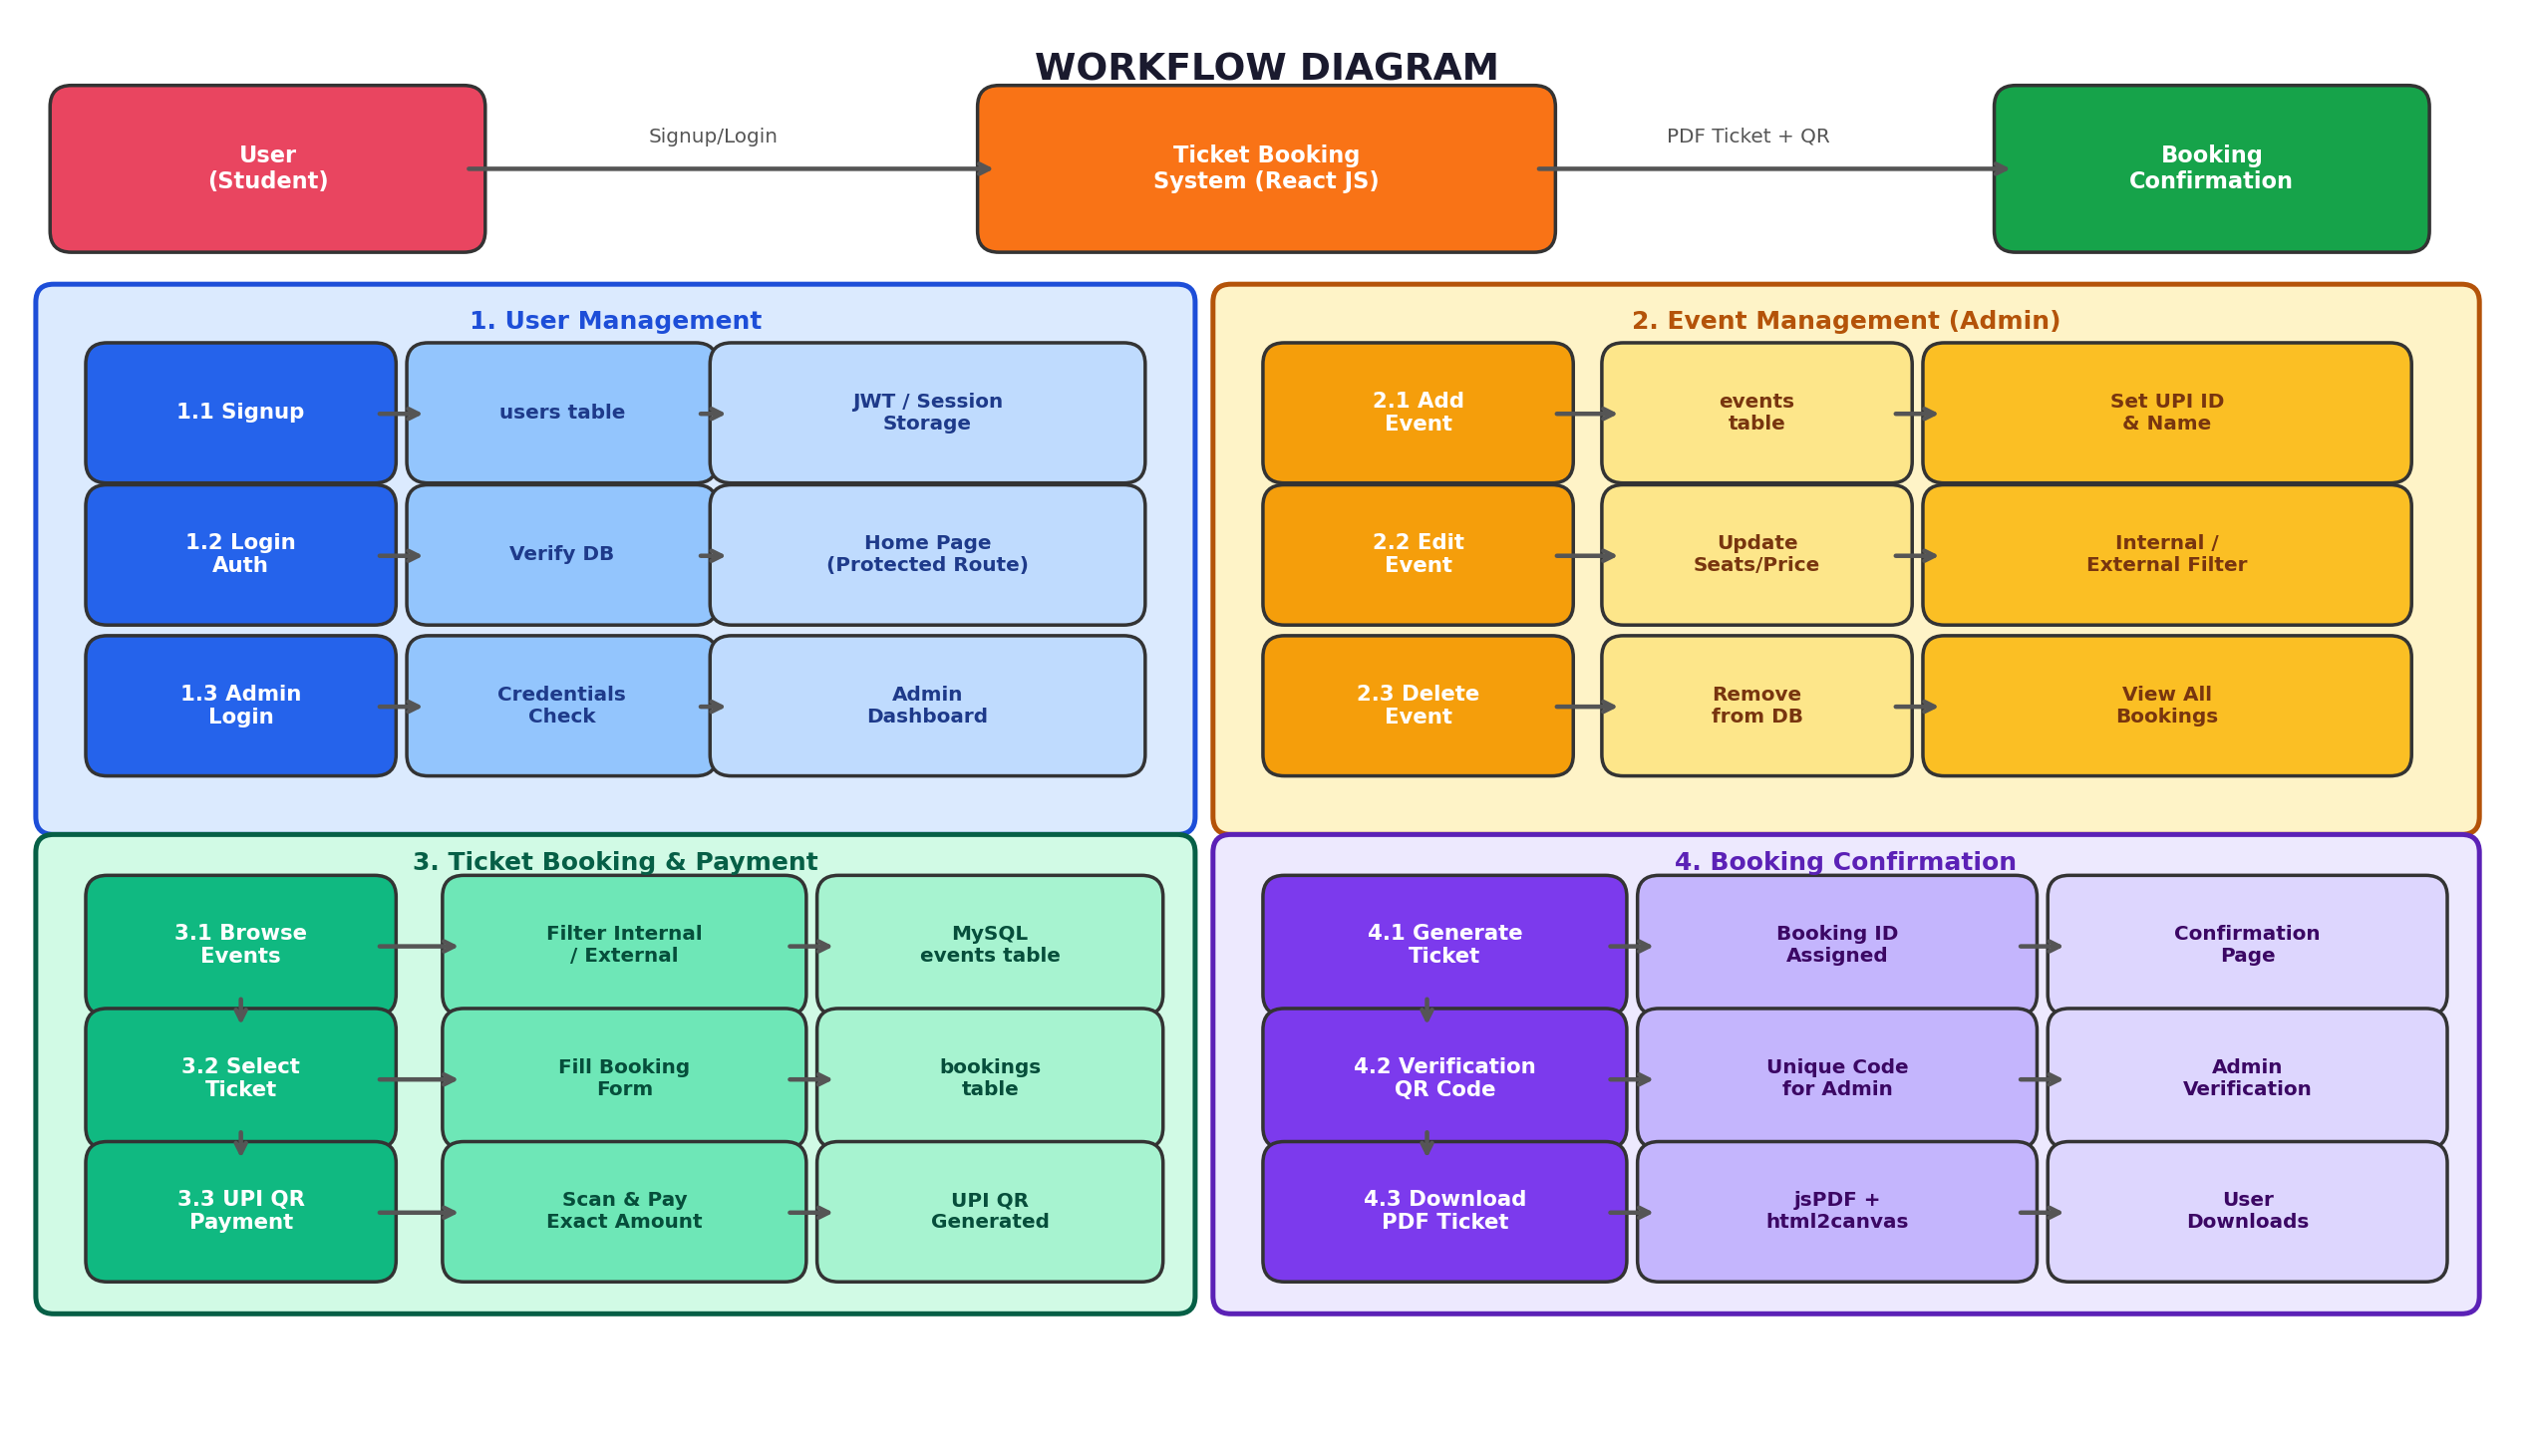 WORKFLOW DIAGRAM
User
(Student)
Signup/Login
Ticket Booking
System (React JS)
PDF Ticket + QR
Booking
Confirmation
1. User Management
1.1 Signup
users table
JWT / Session
Storage
1.2 Login
Auth
Verify DB
Home Page
(Protected Route)
1.3 Admin
Login
Credentials
Check
Admin
Dashboard
2. Event Management (Admin)
2.1 Add
Event
events
table
Set UPI ID
& Name
2.2 Edit
Event
Update
Seats/Price
Internal /
External Filter
2.3 Delete
Event
Remove
from DB
View All
Bookings
3. Ticket Booking & Payment
3.1 Browse
Events
Filter Internal
/ External
MySQL
events table
3.2 Select
Ticket
Fill Booking
Form
bookings
table
3.3 UPI QR
Payment
Scan & Pay
Exact Amount
UPI QR
Generated
4. Booking Confirmation
4.1 Generate
Ticket
Booking ID
Assigned
Confirmation
Page
4.2 Verification
QR Code
Unique Code
for Admin
Admin
Verification
4.3 Download
PDF Ticket
jsPDF +
html2canvas
User
Downloads